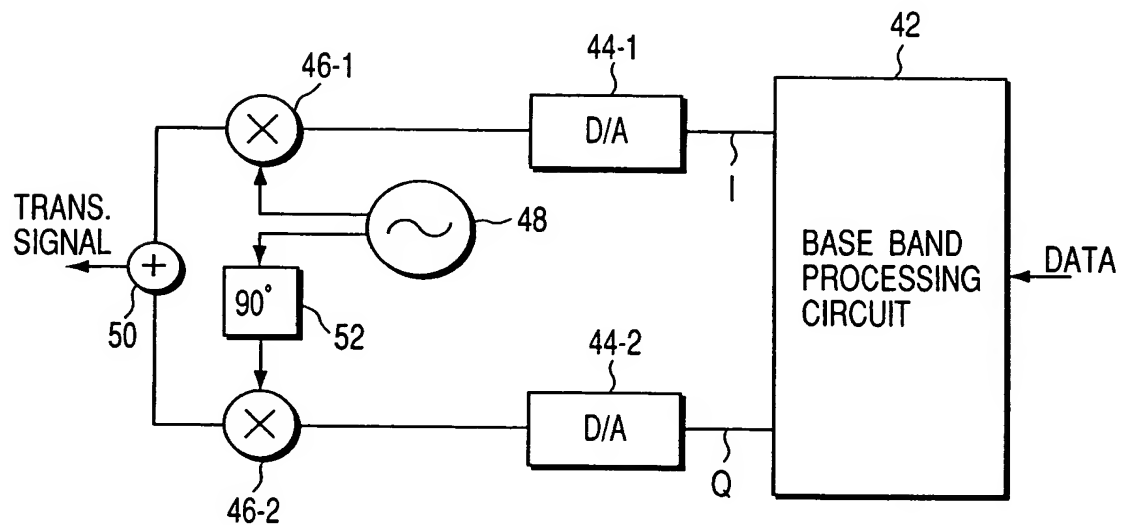 42
44-1
46-1
D/A
I
TRANS.
SIGNAL
48
BASE BAND
PROCESSING
CIRCUIT
DATA
+
50
90°
52
44-2
D/A
Q
46-2